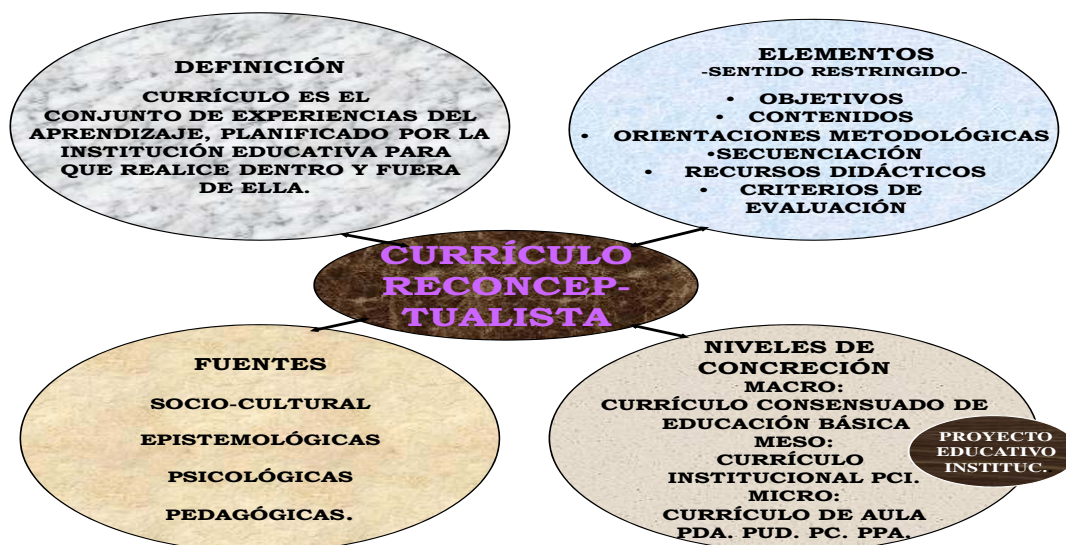 DEFINICIÓN
CURRÍCULO ES EL
CONJUNTO DE EXPERIENCIAS DEL
APRENDIZAJE, PLANIFICADO POR LA
INSTITUCIÓN EDUCATIVA PARA
QUE REALICE DENTRO Y FUERA
DE ELLA.
ELEMENTOS
-SENTIDO RESTRINGIDO-
• OBJETIVOS
• CONTENIDOS
• ORIENTACIONES METODOLÓGICAS
•SECUENCIACIÓN
• RECURSOS DIDÁCTICOS
• CRITERIOS DE
EVALUACIÓN
CURRÍCULO
RECONCEP-
TUALISTA
FUENTES
SOCIO-CULTURAL
EPISTEMOLÓGICAS
PSICOLÓGICAS
PEDAGÓGICAS.
NIVELES DE
CONCRECIÓN
MACRO:
CURRÍCULO CONSENSUADO DE
EDUCACIÓN BÁSICA
MESO:
CURRÍCULO
INSTITUCIONAL PCI.
MICRO:
CURRÍCULO DE AULA
PDA. PUD. PC. PPA.
PROYECTO
EDUCATIVO
INSTITUC.